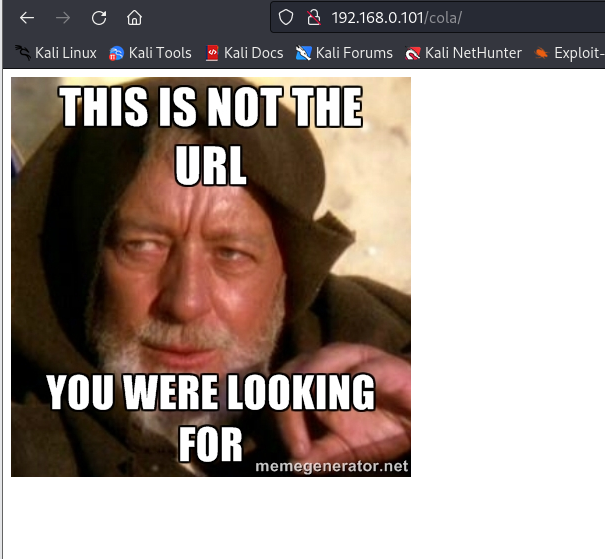 192.168.0.101/cola/
Kali Linux Kali Tools Kali Docs Kali Forums Kali NetHunter Exploit-
THIS IS NOT THE
URL
YOU WERE LOOKING
FOR
memegenerator.net